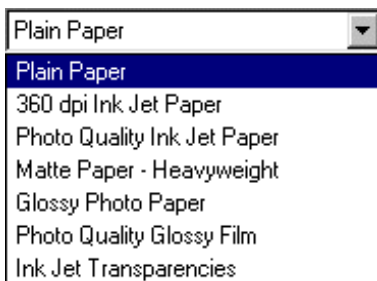 Plain Paper
Plain Paper
360 dpi Ink Jet Paper
Photo Quality Ink Jet Paper
Matte Paper - Heavyweight
Glossy Photo Paper
Photo Quality Glossy Film
Ink Jet Transparencies